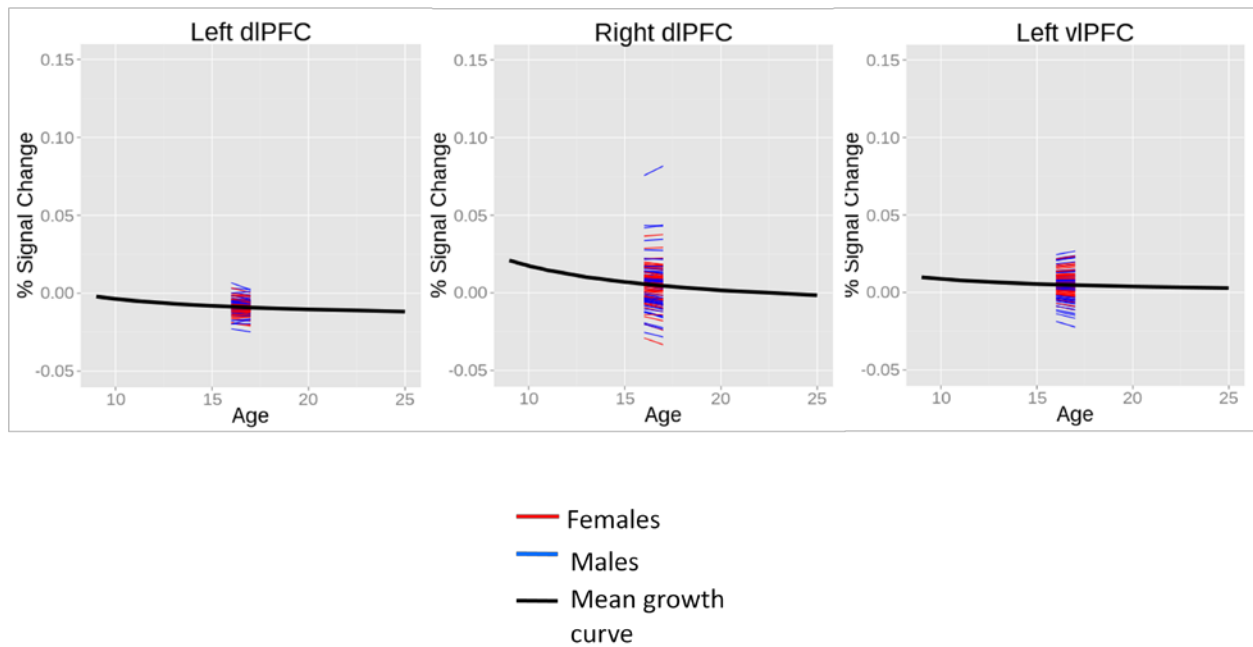 Left dlPFC
0.15
0.10
0.05
0.00
-0.05
% Signal Change
10 15 20 25
Age
Right dlPFC
0.15
0.10
0.05
0.00
-0.05
% Signal Change
10 15 20 25
Age
Left vlPFC
0.15
0.10
0.05
0.00
-0.05
% Signal Change
10 15 20 25
Age
Females
Males
Mean growth
curve